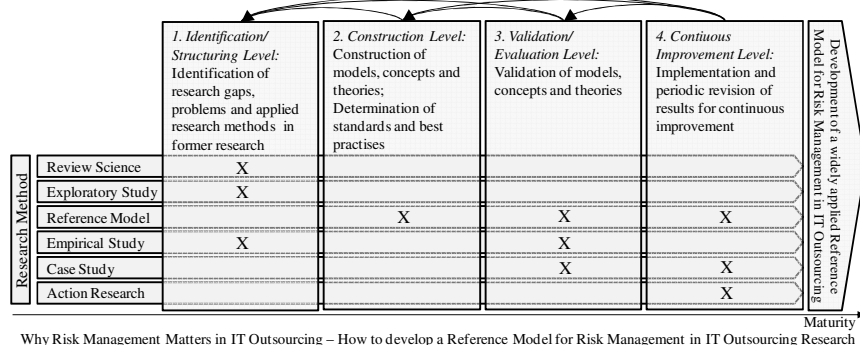 1. Identification/
Structuring Level:
Identification of
research gaps,
problems and applied
research methods in
former research
2. Construction Level:
Construction of
models, concepts and
theories;
Determination of
standards and best
practises
3. Validation/
Evaluation Level:
Validation of models,
concepts and theories
4. Contiuous
Improvement Level:
Implementation and
periodic revision of
results for continuous
improvement
Development of a widely applied Reference
Model for Risk Management in IT Outsourcing
Research Method
Review Science X
Exploratory Study X
Reference Model X X X
Empirical Study X X
Case Study X X
Action Research X
Maturity
Why Risk Management Matters in IT Outsourcing – How to develop a Reference Model for Risk Management in IT Outsourcing Research